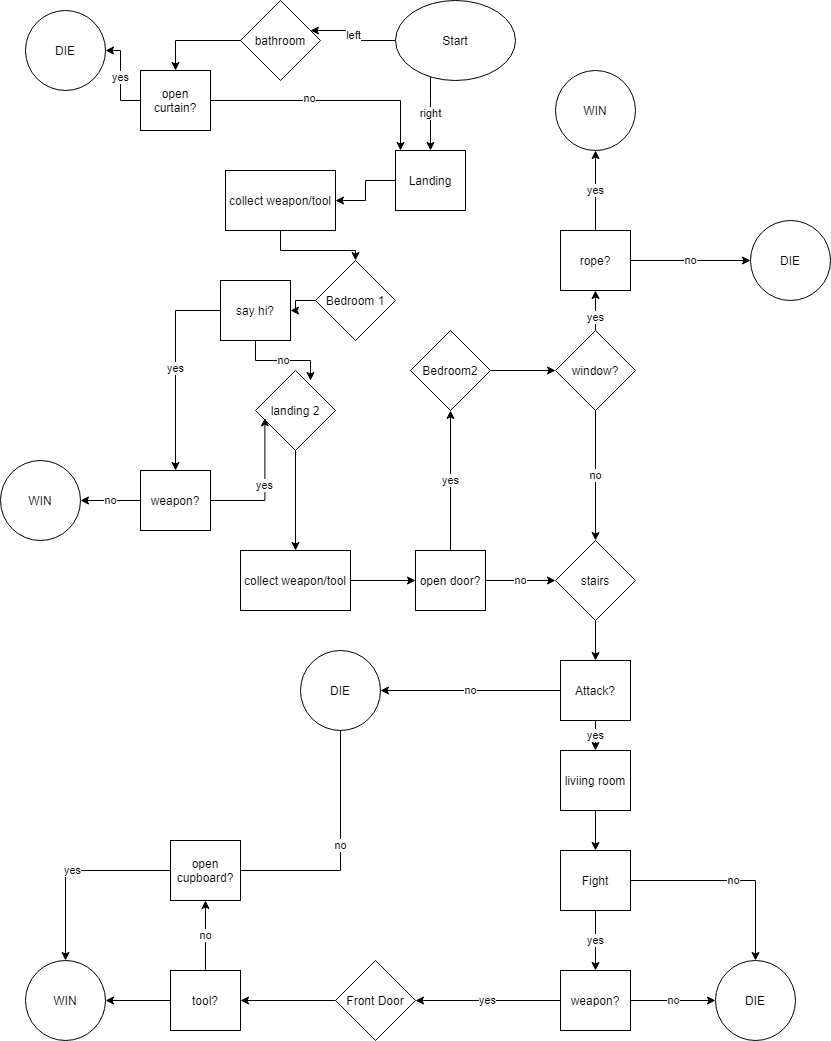 DIE
bathroom
left
Start
yes
open
curtain?
no
right
WIN
Landing
collect weapon/tool
yes
rope?
no
DIE
Bedroom 1
say hi?
yes
no
yes
Bedroom2
window?
landing 2
yes
yes
no
WIN
no
weapon?
collect weapon/tool
open door?
no
stairs
DIE
no
Attack?
yes
liviing room
no
open
cupboard?
yes
Fight
no
no
yes
WIN
tool?
Front Door
yes
weapon?
no
DIE